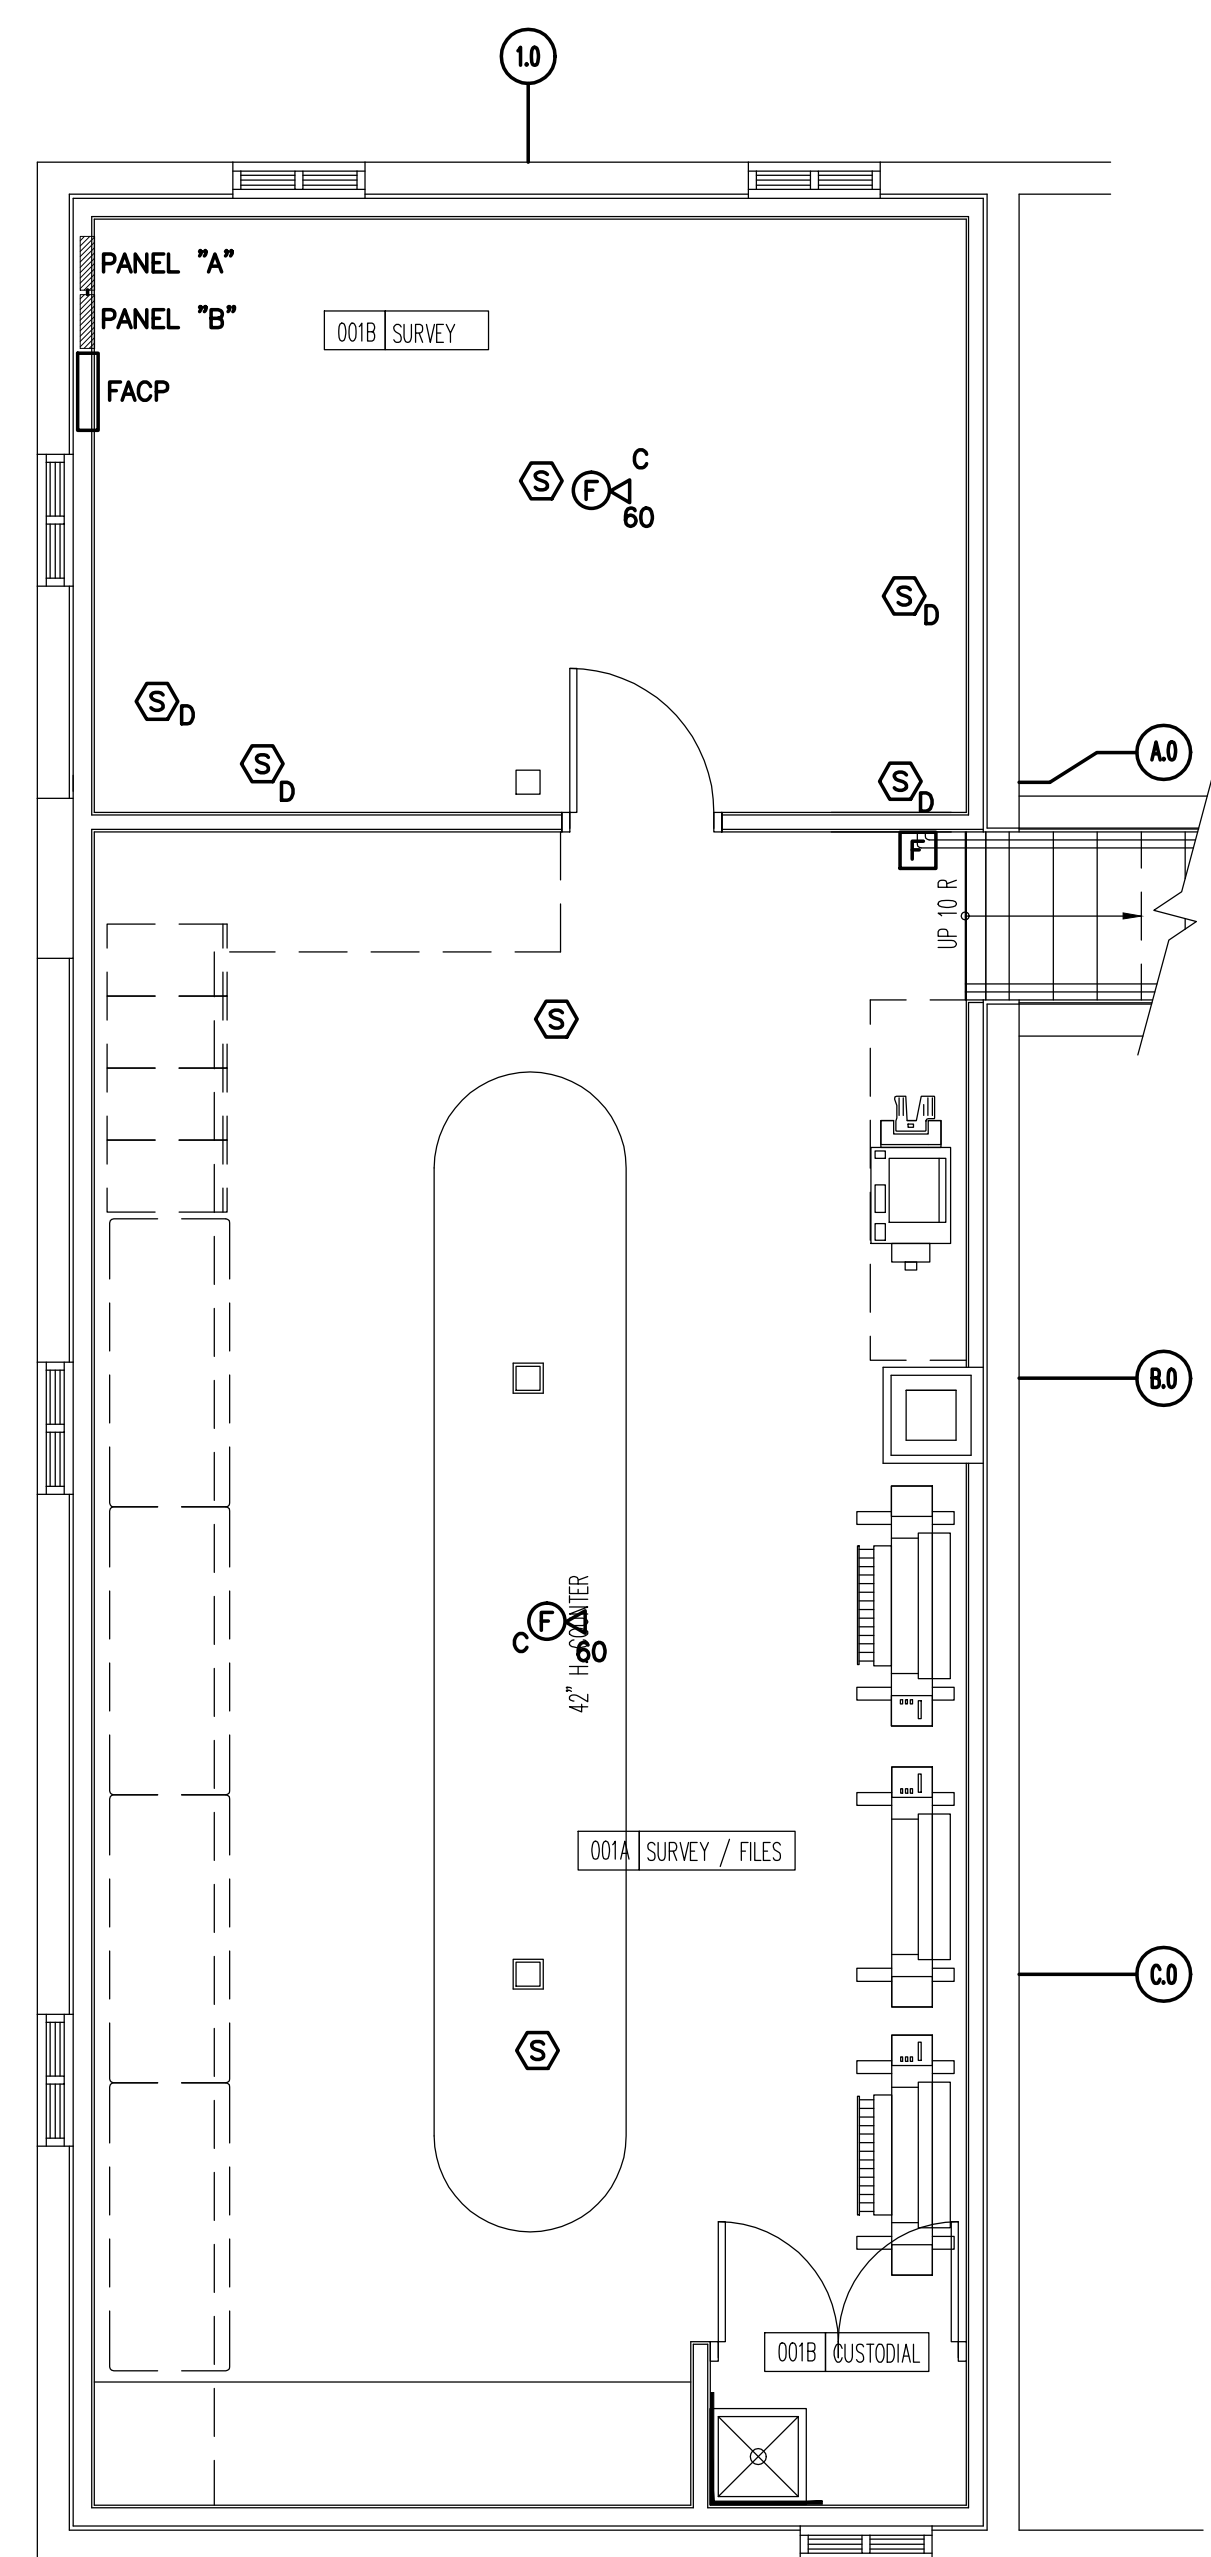 1.0
PANEL "A"
PANEL "B"
001B SURVEY
FACP
C
S F
60
S D
S D
S D
S D
A.0
F
UP 10 R
S
B.0
42" H. COUNTER
F
C 60
001A SURVEY / FILES
C.0
S
001B CUSTODIAL